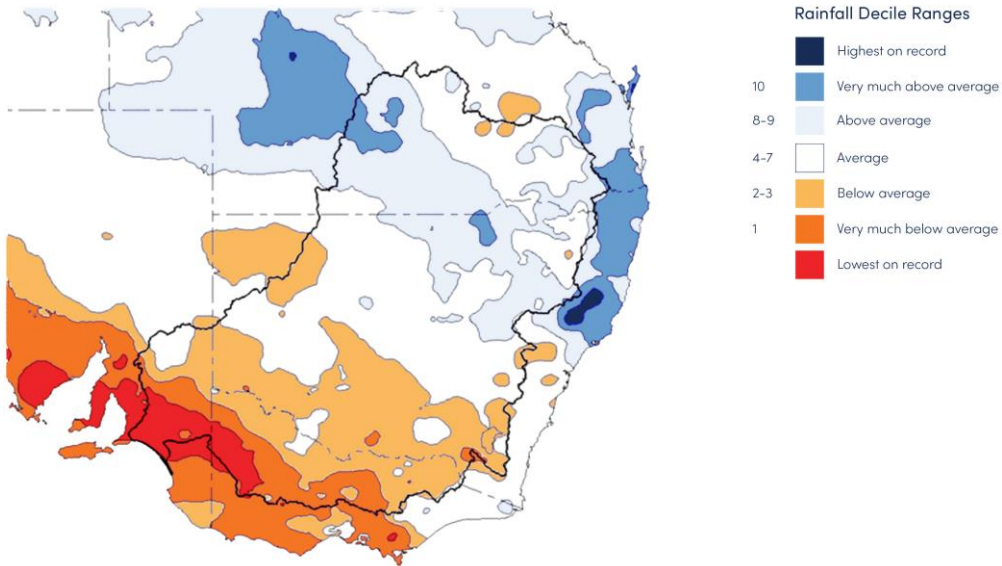 Rainfall Decile Ranges
Highest on record
10 Very much above average
8-9 Above average
4-7 Average
2-3 Below average
1 Very much below average
Lowest on record